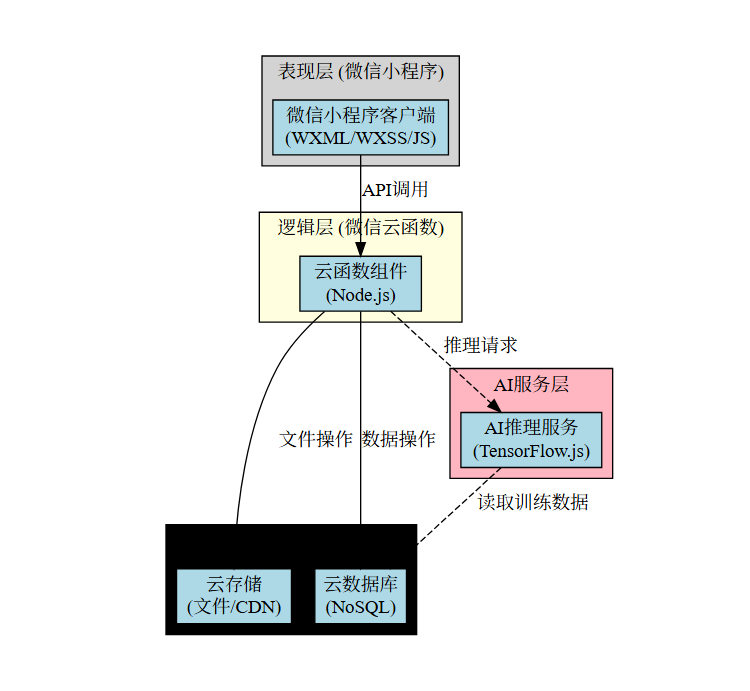 表现层 (微信小程序)
微信小程序客户端
(WXML/WXSS/JS)
API调用
逻辑层 (微信云函数)
云函数组件
(Node.js)
推理请求
AI服务层
AI推理服务
(TensorFlow.js)
文件操作
数据操作
读取训练数据
云存储
(文件/CDN)
云数据库
(NoSQL)